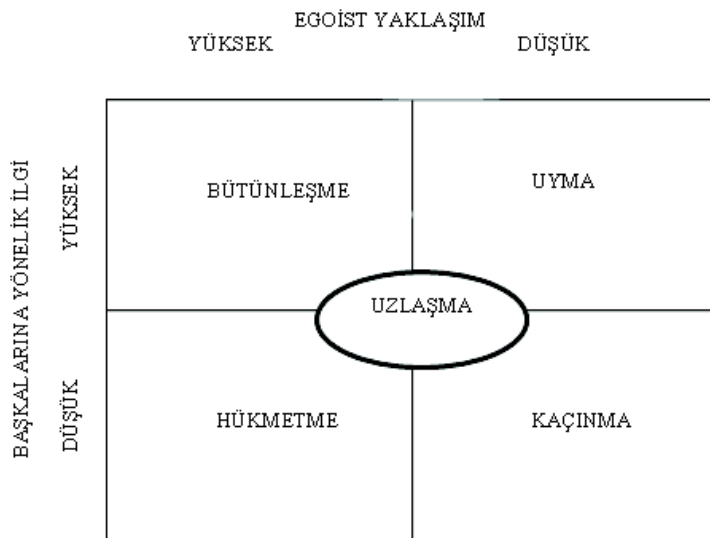 EGOİST YAKLAŞIM
YÜKSEK DÜŞÜK
BAŞKALARINA YÖNELİK İLGİ
YÜKSEK
DÜŞÜK
BÜTÜNLEŞME
UYMA
UZLAŞMA
HÜKMETME
KAÇINMA